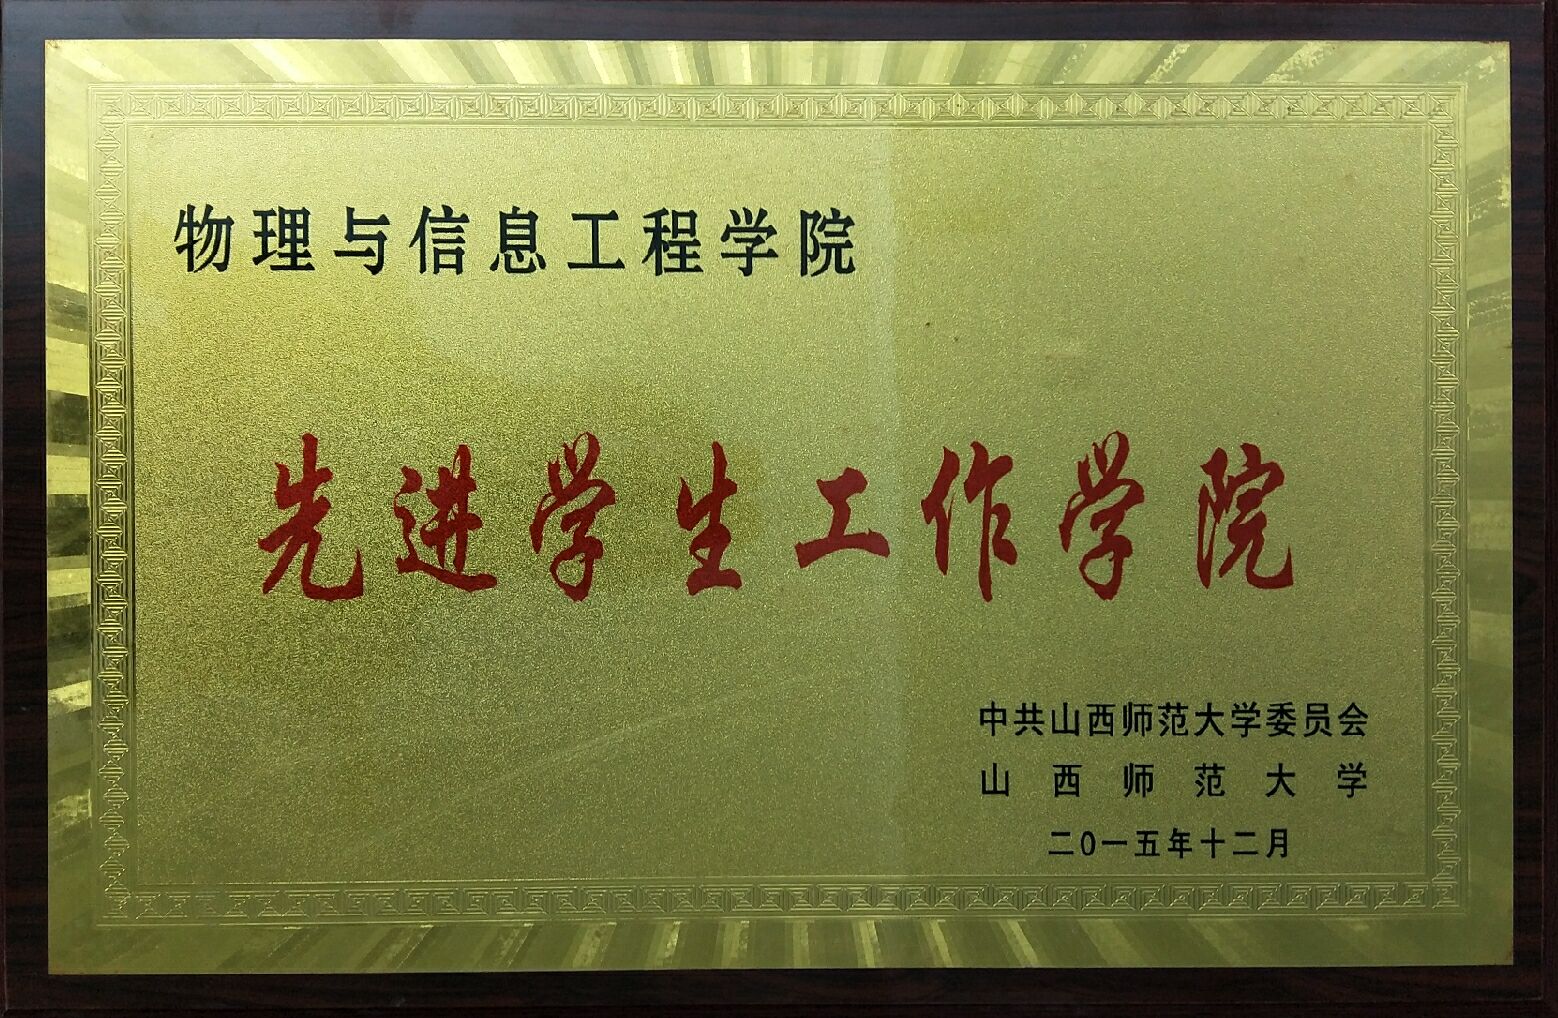 物理与信息工程学院
先进学生工作学院
中共山西师范大学委员会
山西师范大学
二0一五年十二月